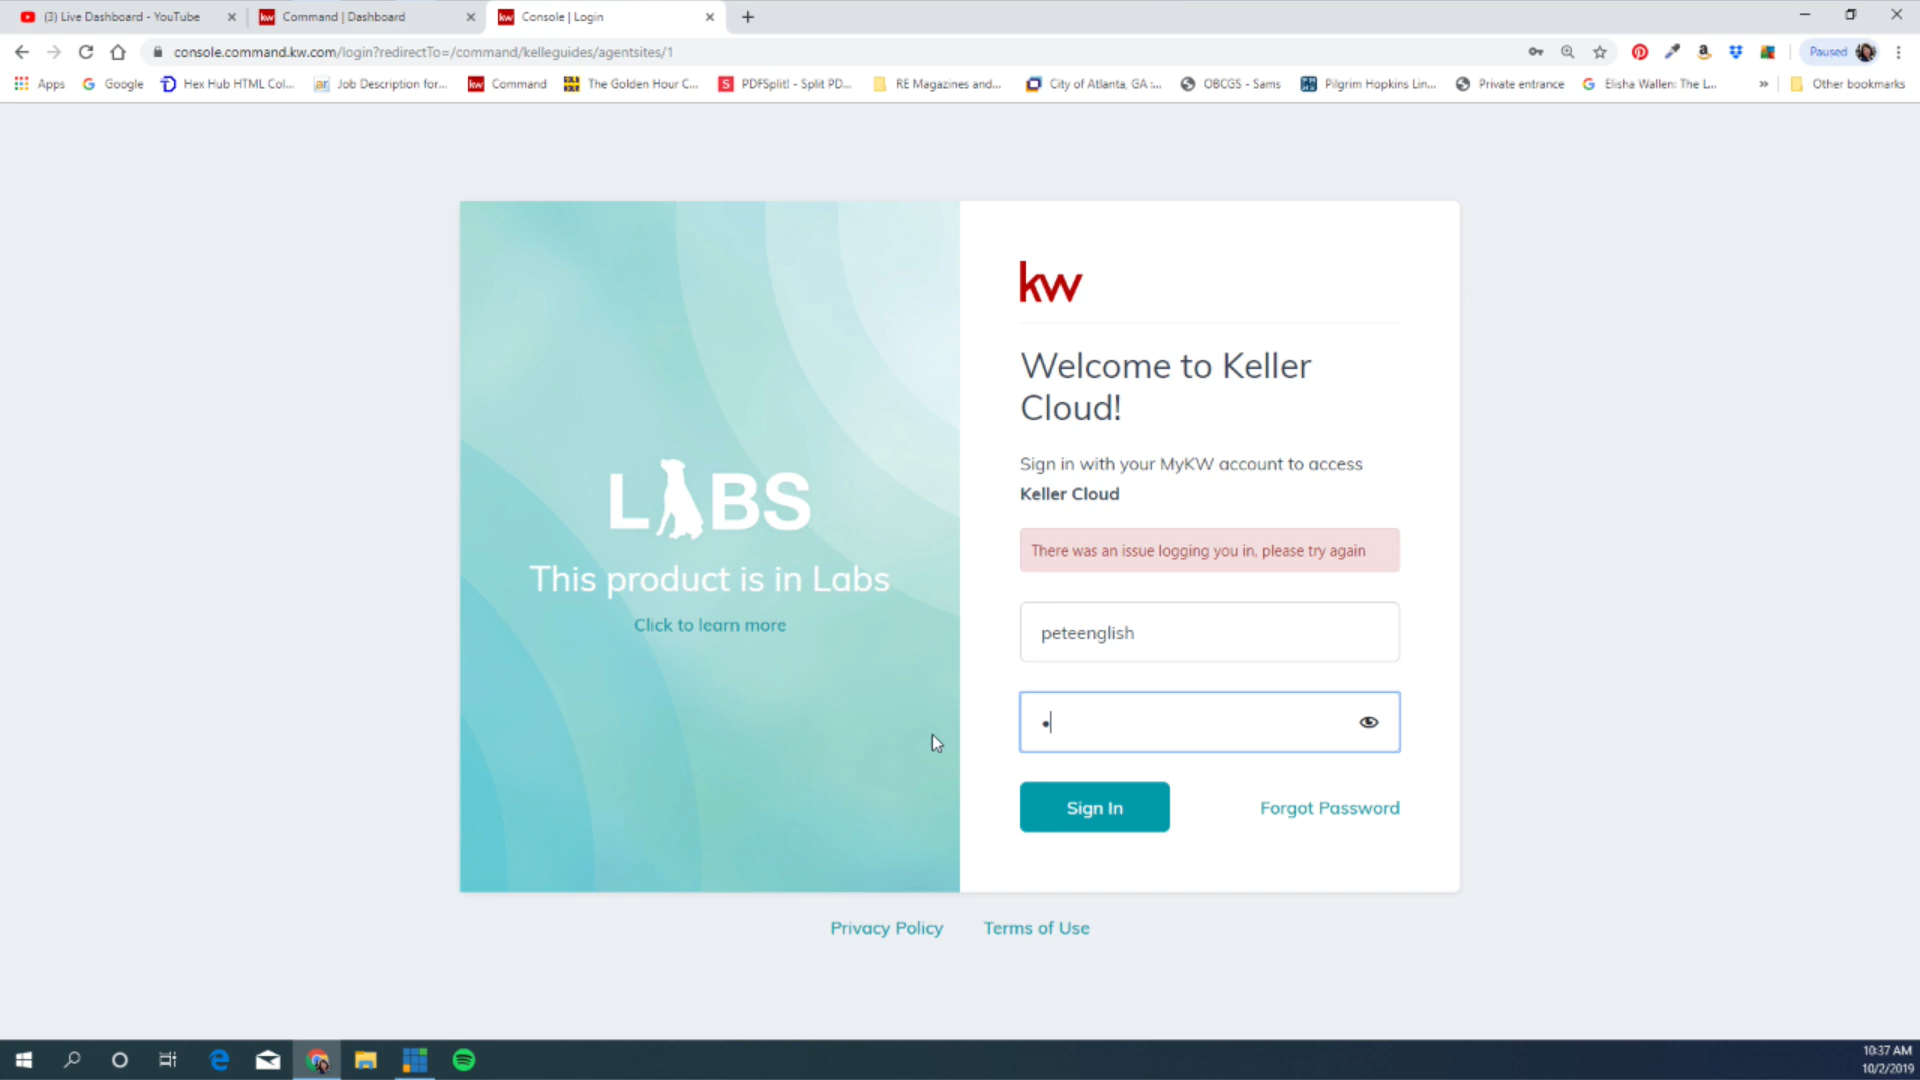 (3) Live Dashboard - YouTube
Command | Dashboard
kw Console | Login
console.command.kw.com/login?redirectTo=/command/kelleguides/agentsites/1
Paused
Apps
Google
Hex Hub HTML Col...
ar Job Description for...
kw Command
The Golden Hour C...
S PDFSplit! - Split PD...
RE Magazines and...
City of Atlanta, GA :...
OBCGS - Sams
Pilgrim Hopkins Lin...
Private entrance
Elisha Wallen: The L...
»
Other bookmarks
LABS
This product is in Labs
Click to learn more
kw
Welcome to Keller
Cloud!
Sign in with your MyKW account to access
Keller Cloud
There was an issue logging you in, please try again
peteenglish
•
Sign In
Forgot Password
Privacy Policy
Terms of Use
10:37 AM
10/2/2019